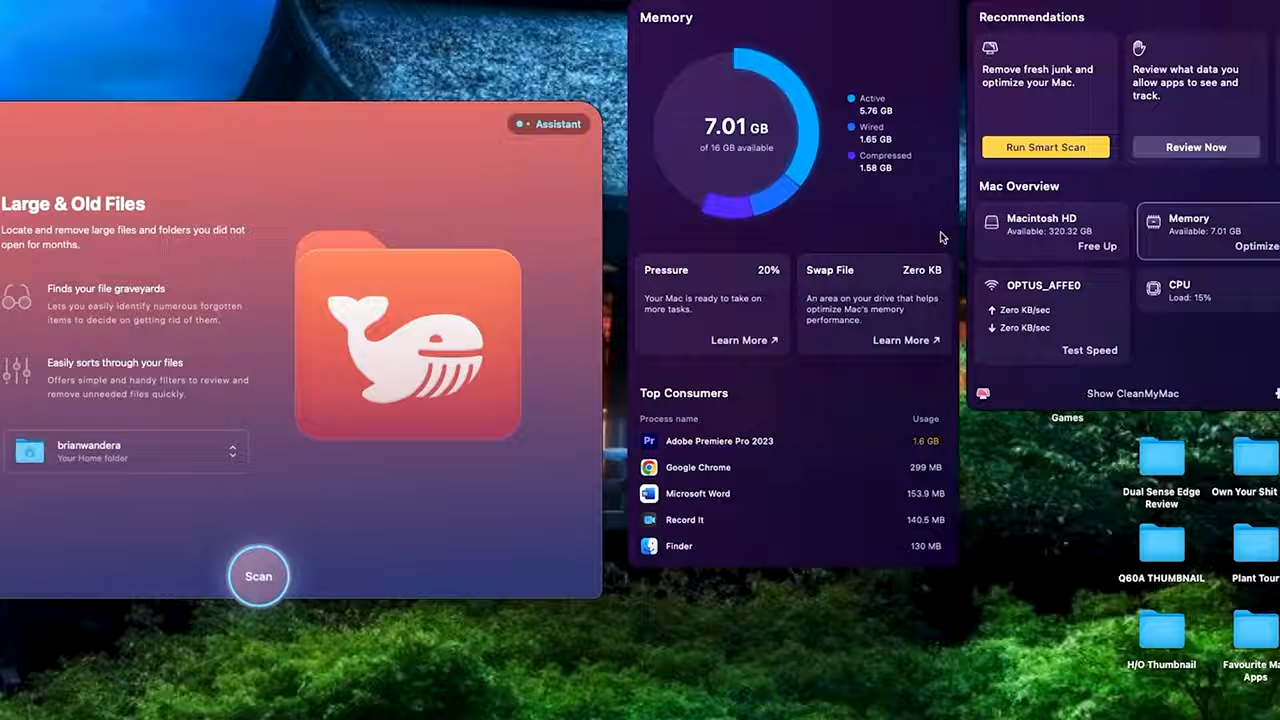 Assistant
Large & Old Files
Locate and remove large files and folders you did not
open for months.
Finds your file graveyards
Lets you easily identify numerous forgotten
items to decide on getting rid of them.
Easily sorts through your files
Offers simple and handy filters to review and
remove unneeded files quickly.
brianwandera
Your Home folder
Scan
Memory
7.01 GB
of 16 GB available
Active
5.76 GB
Wired
1.65 GB
Compressed
1.58 GB
Pressure 20%
Your Mac is ready to take on
more tasks.
Learn More ↗
Swap File Zero KB
An area on your drive that helps
optimize Mac's memory
performance.
Learn More ↗
Top Consumers
Process name Usage
Pr Adobe Premiere Pro 2023 1.6 GB
Google Chrome 299 MB
Microsoft Word 153.9 MB
Record It 140.5 MB
Finder 130 MB
Recommendations
Remove fresh junk and
optimize your Mac.
Run Smart Scan
Review what data you
allow apps to see and
track.
Review Now
Mac Overview
Macintosh HD
Available: 320.32 GB
Free Up
Memory
Available: 7.01 GB
Optimize
OPTUS_AFFE0
↑ Zero KB/sec
↓ Zero KB/sec
Test Speed
CPU
Load: 15%
Show CleanMyMac
Games
Dual Sense Edge
Review
Own Your Shit
Q60A THUMBNAIL
Plant Tour
H/O Thumbnail
Favourite Ma
Apps